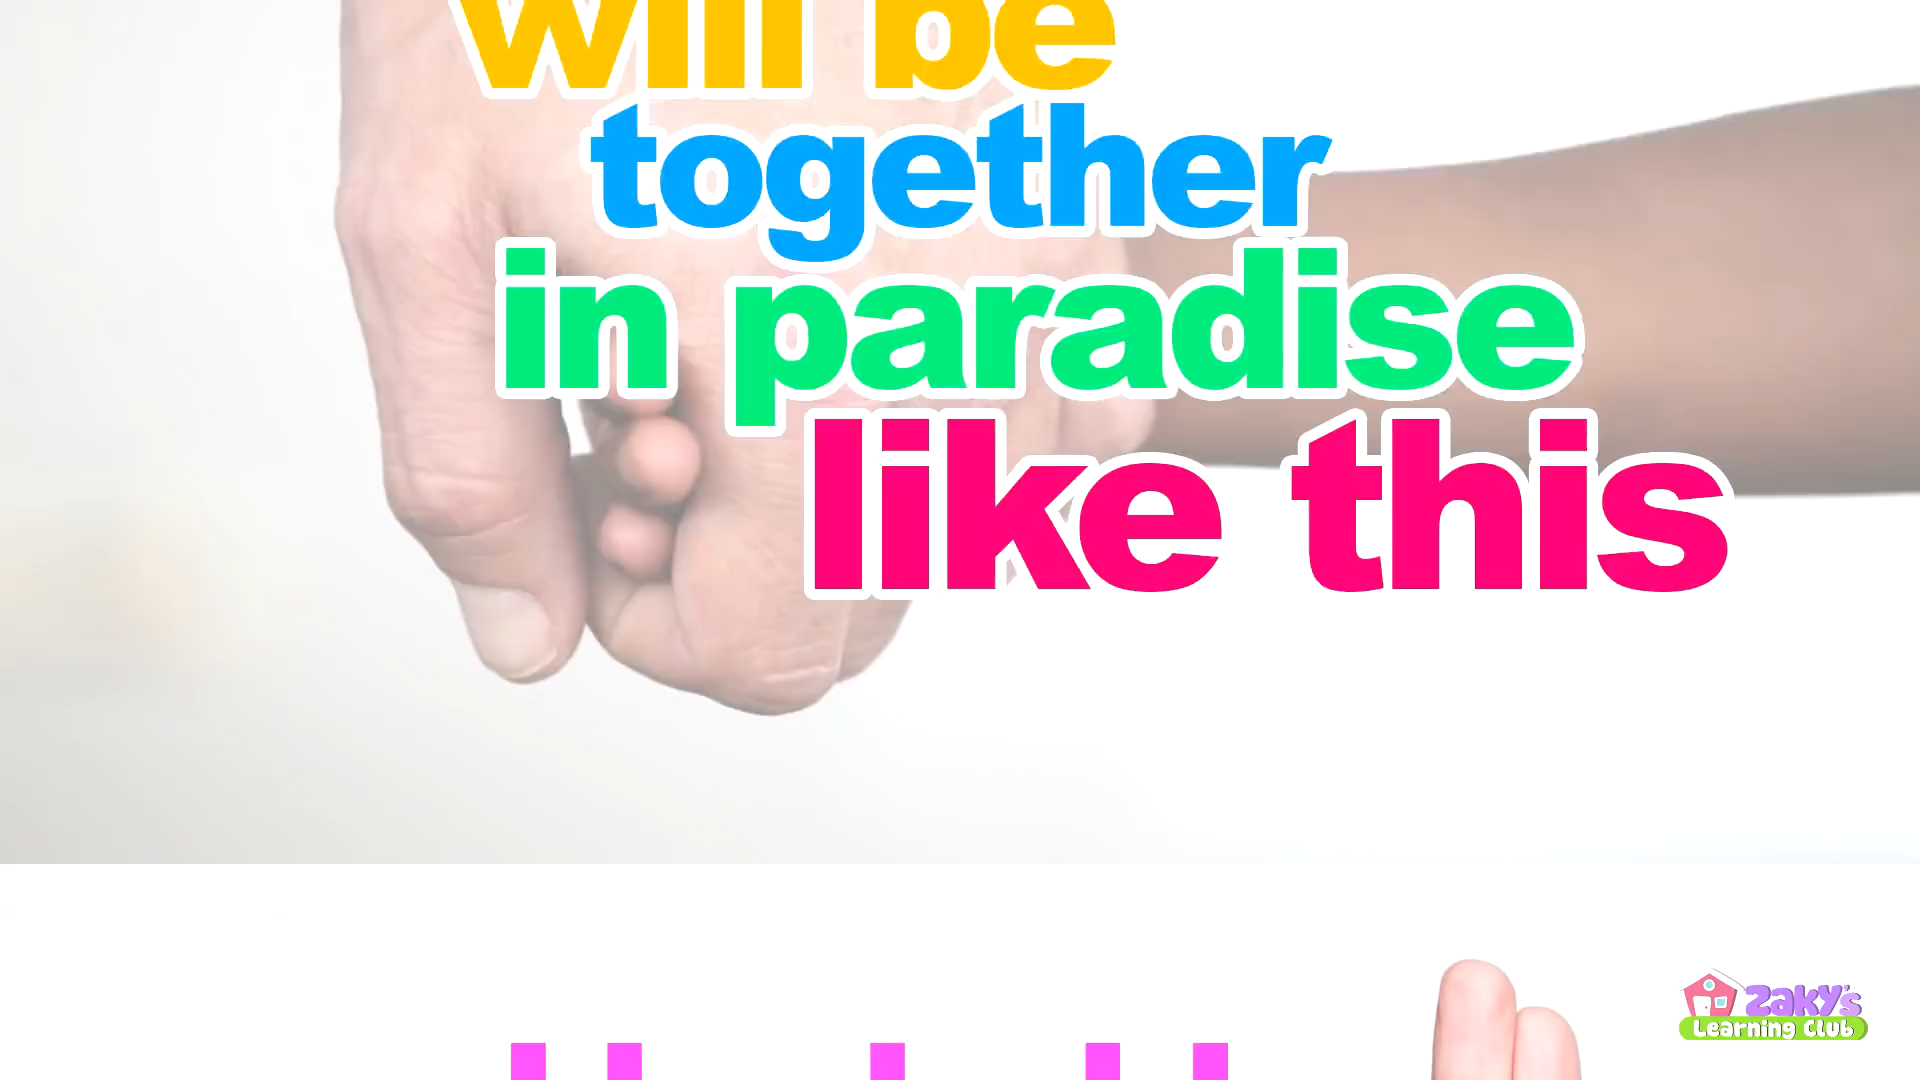 will be
together
in paradise
like this
Zaky's
Learning Club